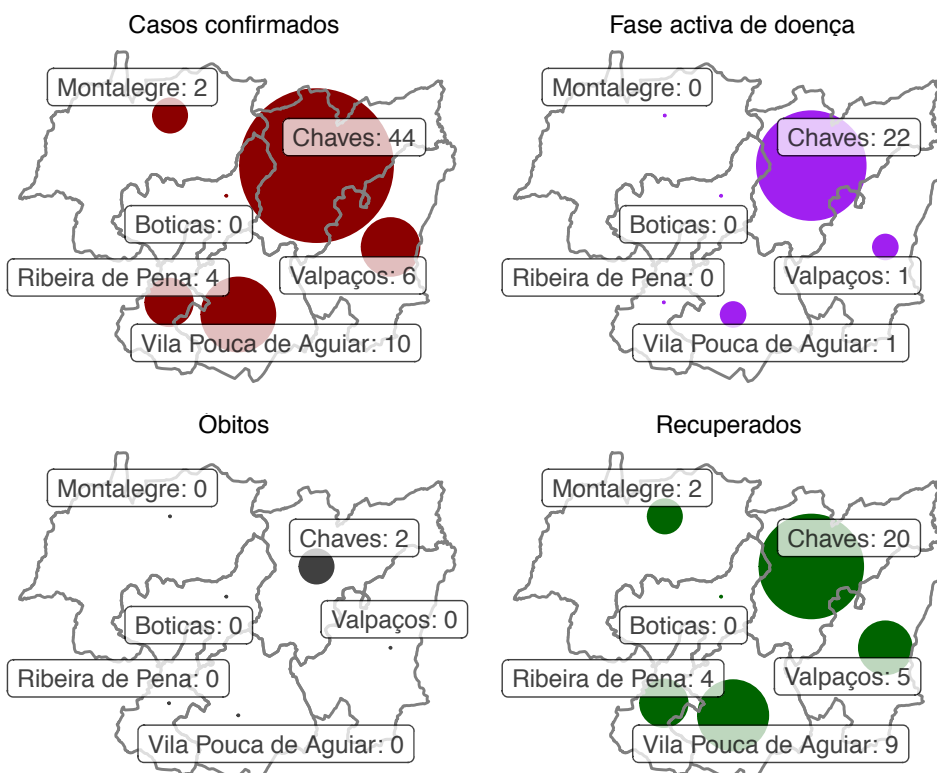 Casos confirmados
Montalegre: 2
Chaves: 44
Boticas: 0
Ribeira de Pena: 4
Valpaços: 6
Vila Pouca de Aguiar: 10
Fase activa de doença
Montalegre: 0
Chaves: 22
Boticas: 0
Ribeira de Pena: 0
Valpaços: 1
Vila Pouca de Aguiar: 1
Óbitos
Montalegre: 0
Chaves: 2
Valpaços: 0
Boticas: 0
Ribeira de Pena: 0
Vila Pouca de Aguiar: 0
Recuperados
Montalegre: 2
Chaves: 20
Boticas: 0
Ribeira de Pena: 4
Valpaços: 5
Vila Pouca de Aguiar: 9